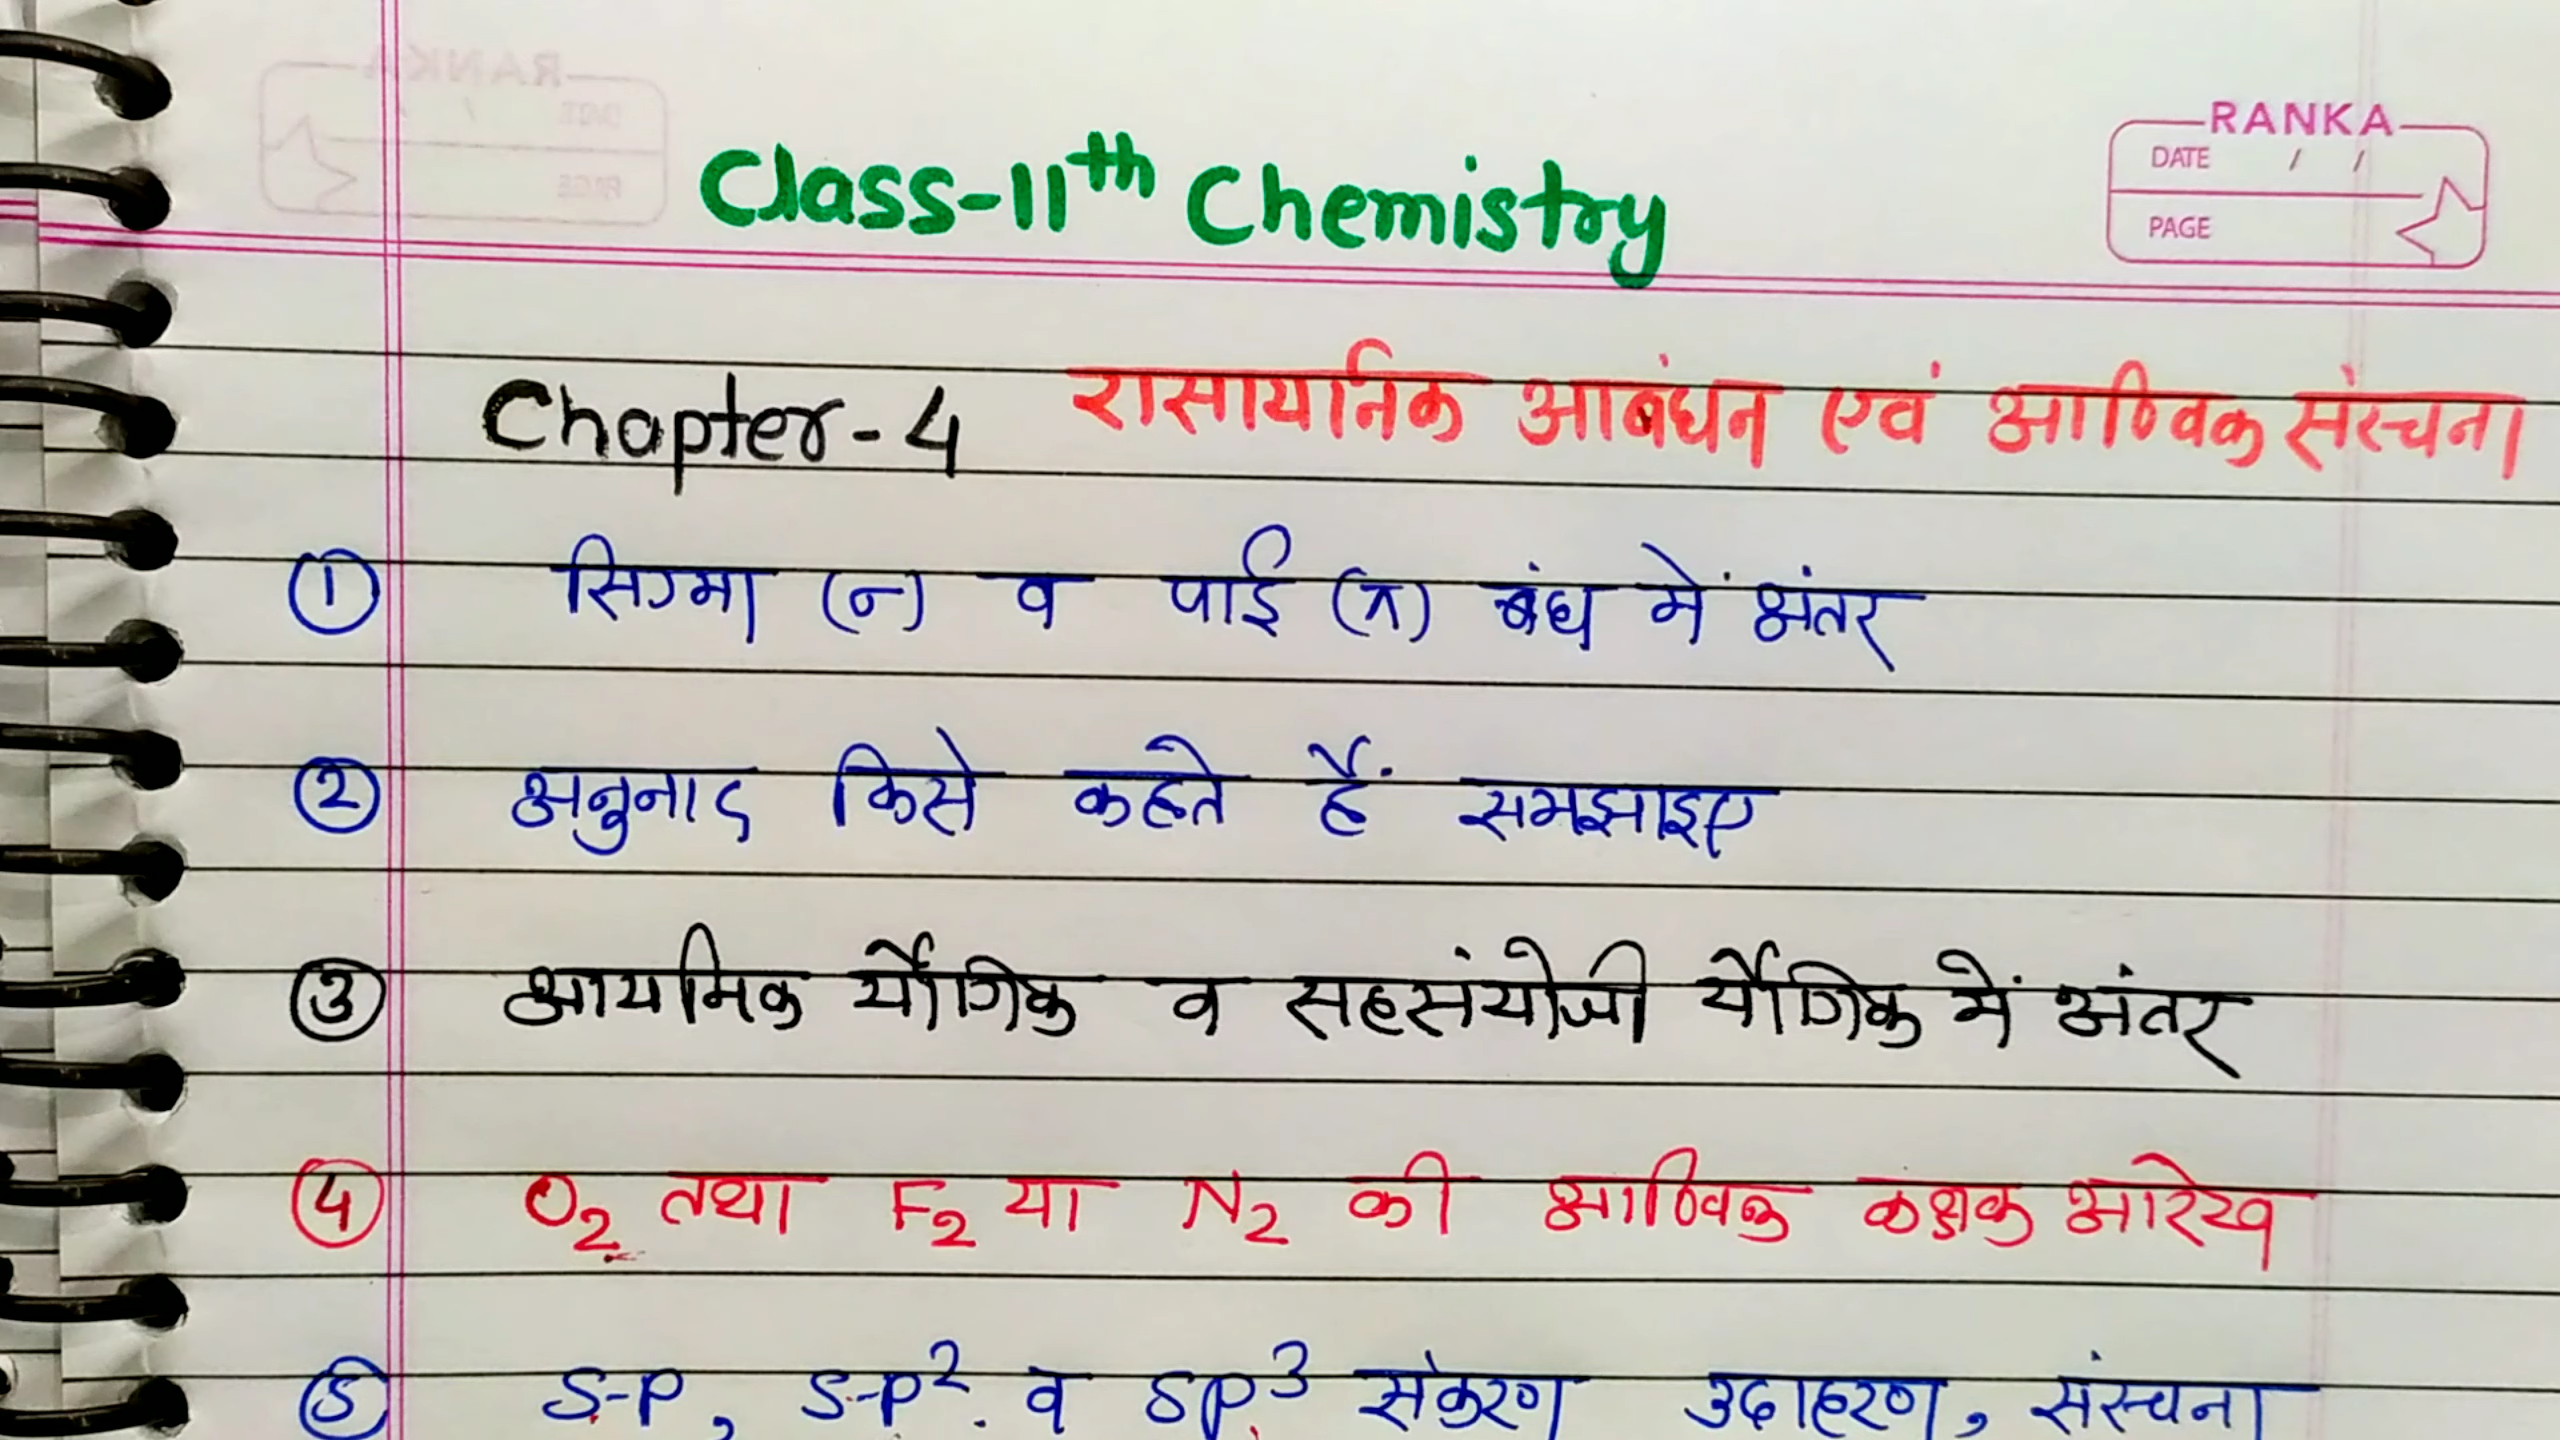 RANKA
DATE / /
PAGE
Class-11th Chemistry
Chapter-4 रासायनिक आबंधन एवं आण्विक संरचना
① सिग्मा (σ) व पाई (π) बंध में अंतर
② अनुनाद किसे कहते हैं समझाइए
③ आयनिक यौगिक व सहसंयोजी यौगिक में अंतर
④ O₂ तथा F₂ या N₂ की आण्विक कक्षक आरेख
⑤ S-P, S-P² व SP³ संकरण उदाहरण, संरचना